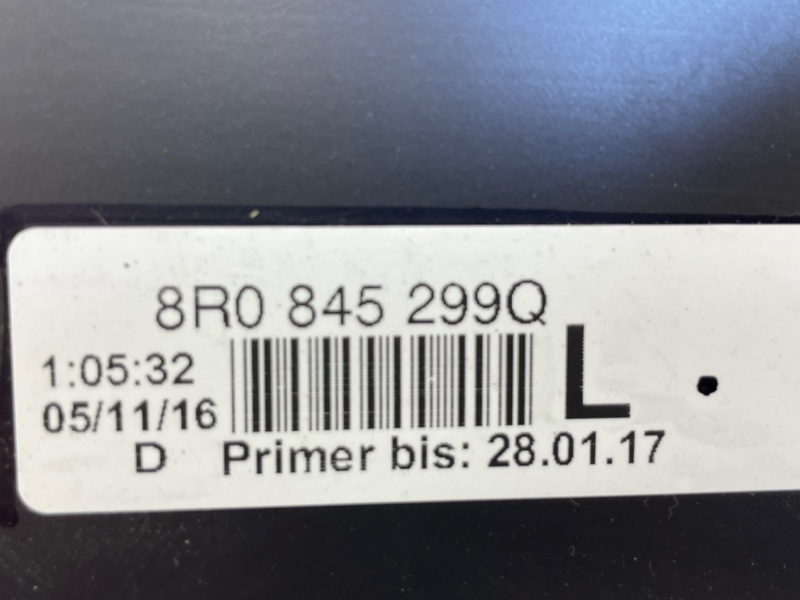 8R0 845 299Q
1:05:32
05/11/16
L
D Primer bis: 28.01.17